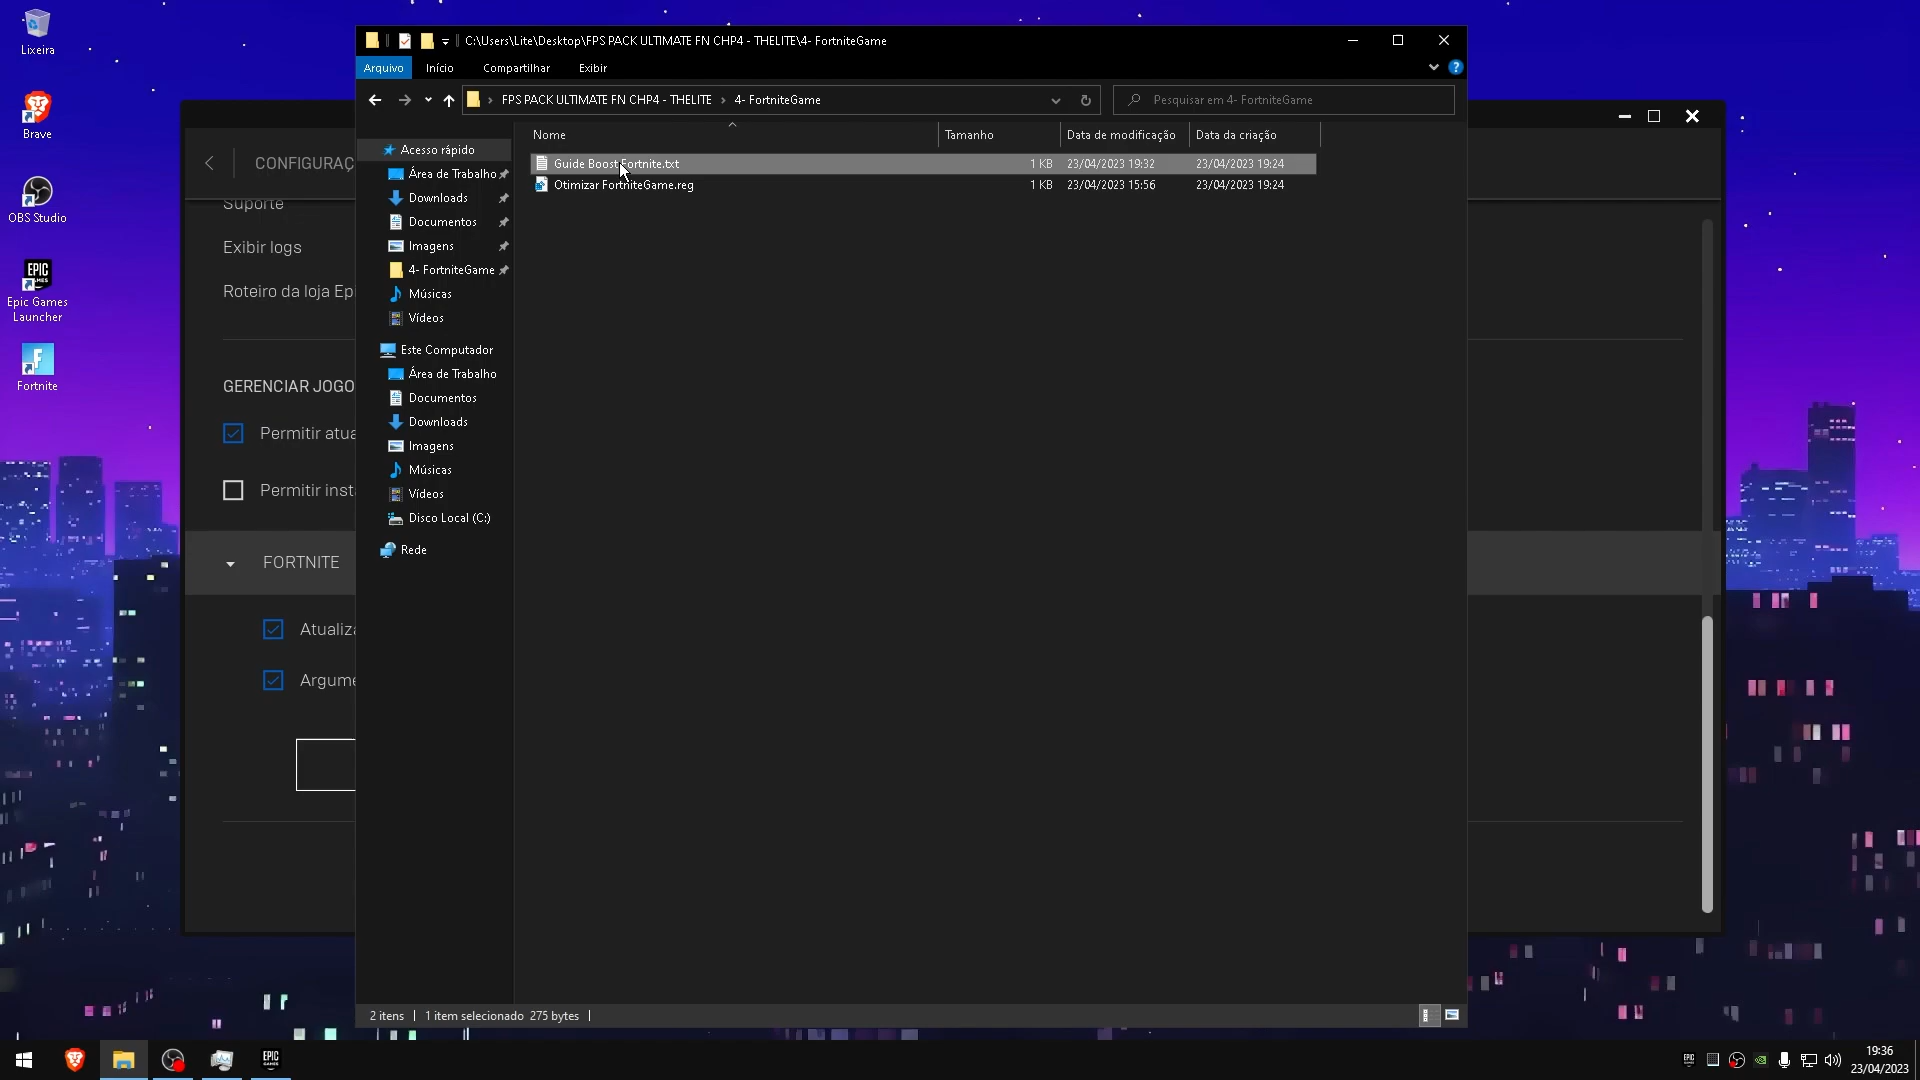 Lixeira
Brave
OBS Studio
EPIC
GAMES
Epic Games
Launcher
F
Fortnite
C:\Users\Lite\Desktop\FPS PACK ULTIMATE FN CHP4 - THELITE\4- FortniteGame
Arquivo Início Compartilhar Exibir
FPS PACK ULTIMATE FN CHP4 - THELITE › 4- FortniteGame
Pesquisar em 4- FortniteGame
Nome Tamanho Data de modificação Data da criação
Guide Boost Fortnite.txt 1 KB 23/04/2023 19:32 23/04/2023 19:24
Otimizar FortniteGame.reg 1 KB 23/04/2023 15:56 23/04/2023 19:24
Acesso rápido
Área de Trabalho
Downloads
Documentos
Imagens
4- FortniteGame
Músicas
Vídeos
Este Computador
Área de Trabalho
Documentos
Downloads
Imagens
Músicas
Vídeos
Disco Local (C:)
Rede
2 itens 1 item selecionado 275 bytes
CONFIGURAÇ
Suporte
Exibir logs
Roteiro da loja Epi
GERENCIAR JOGO
Permitir atua
Permitir inst
FORTNITE
Atualiza
Argume
EPIC
GAMES
19:36
23/04/2023